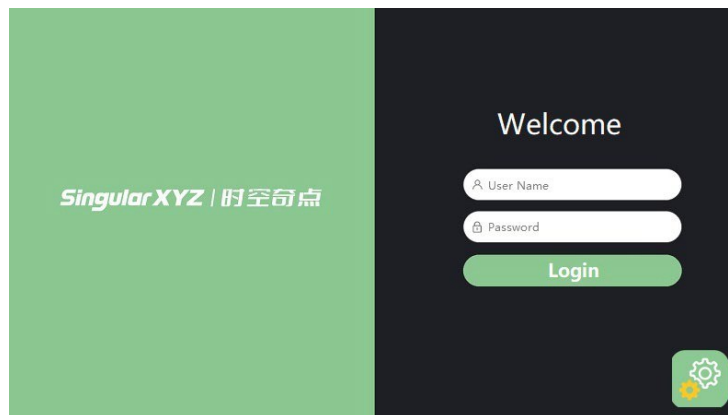 SingularXYZ | 时空奇点
Welcome
User Name
Password
Login